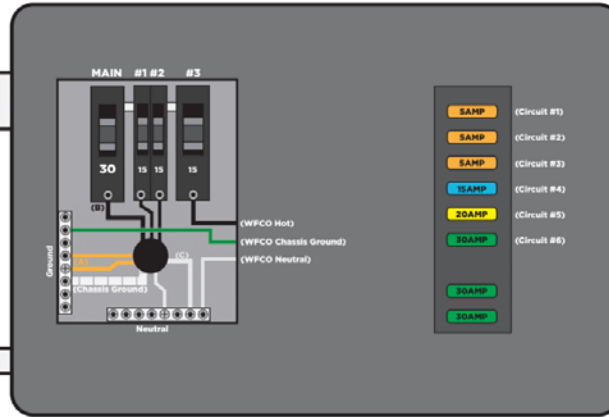 MAIN #1 #2 #3
30 15 15 15
(B)
(WFCO Hot)
(WFCO Chassis Ground)
(A) (C) (WFCO Neutral)
Ground
(Chassis Ground)
Neutral
5AMP (Circuit #1)
5AMP (Circuit #2)
5AMP (Circuit #3)
15AMP (Circuit #4)
20AMP (Circuit #5)
30AMP (Circuit #6)
30AMP
30AMP